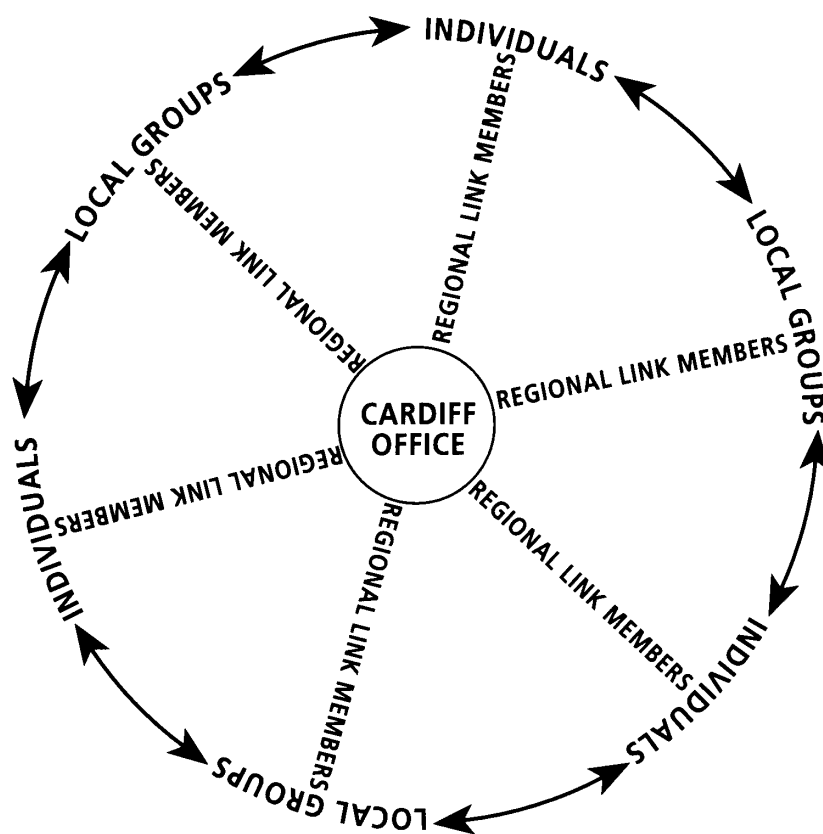 INDIVIDUALS
REGIONAL LINK MEMBERS
LOCAL GROUPS
REGIONAL LINK MEMBERS
INDIVIDUALS
REGIONAL LINK MEMBERS
LOCAL GROUPS
REGIONAL LINK MEMBERS
INDIVIDUALS
REGIONAL LINK MEMBERS
LOCAL GROUPS
REGIONAL LINK MEMBERS
CARDIFF
OFFICE